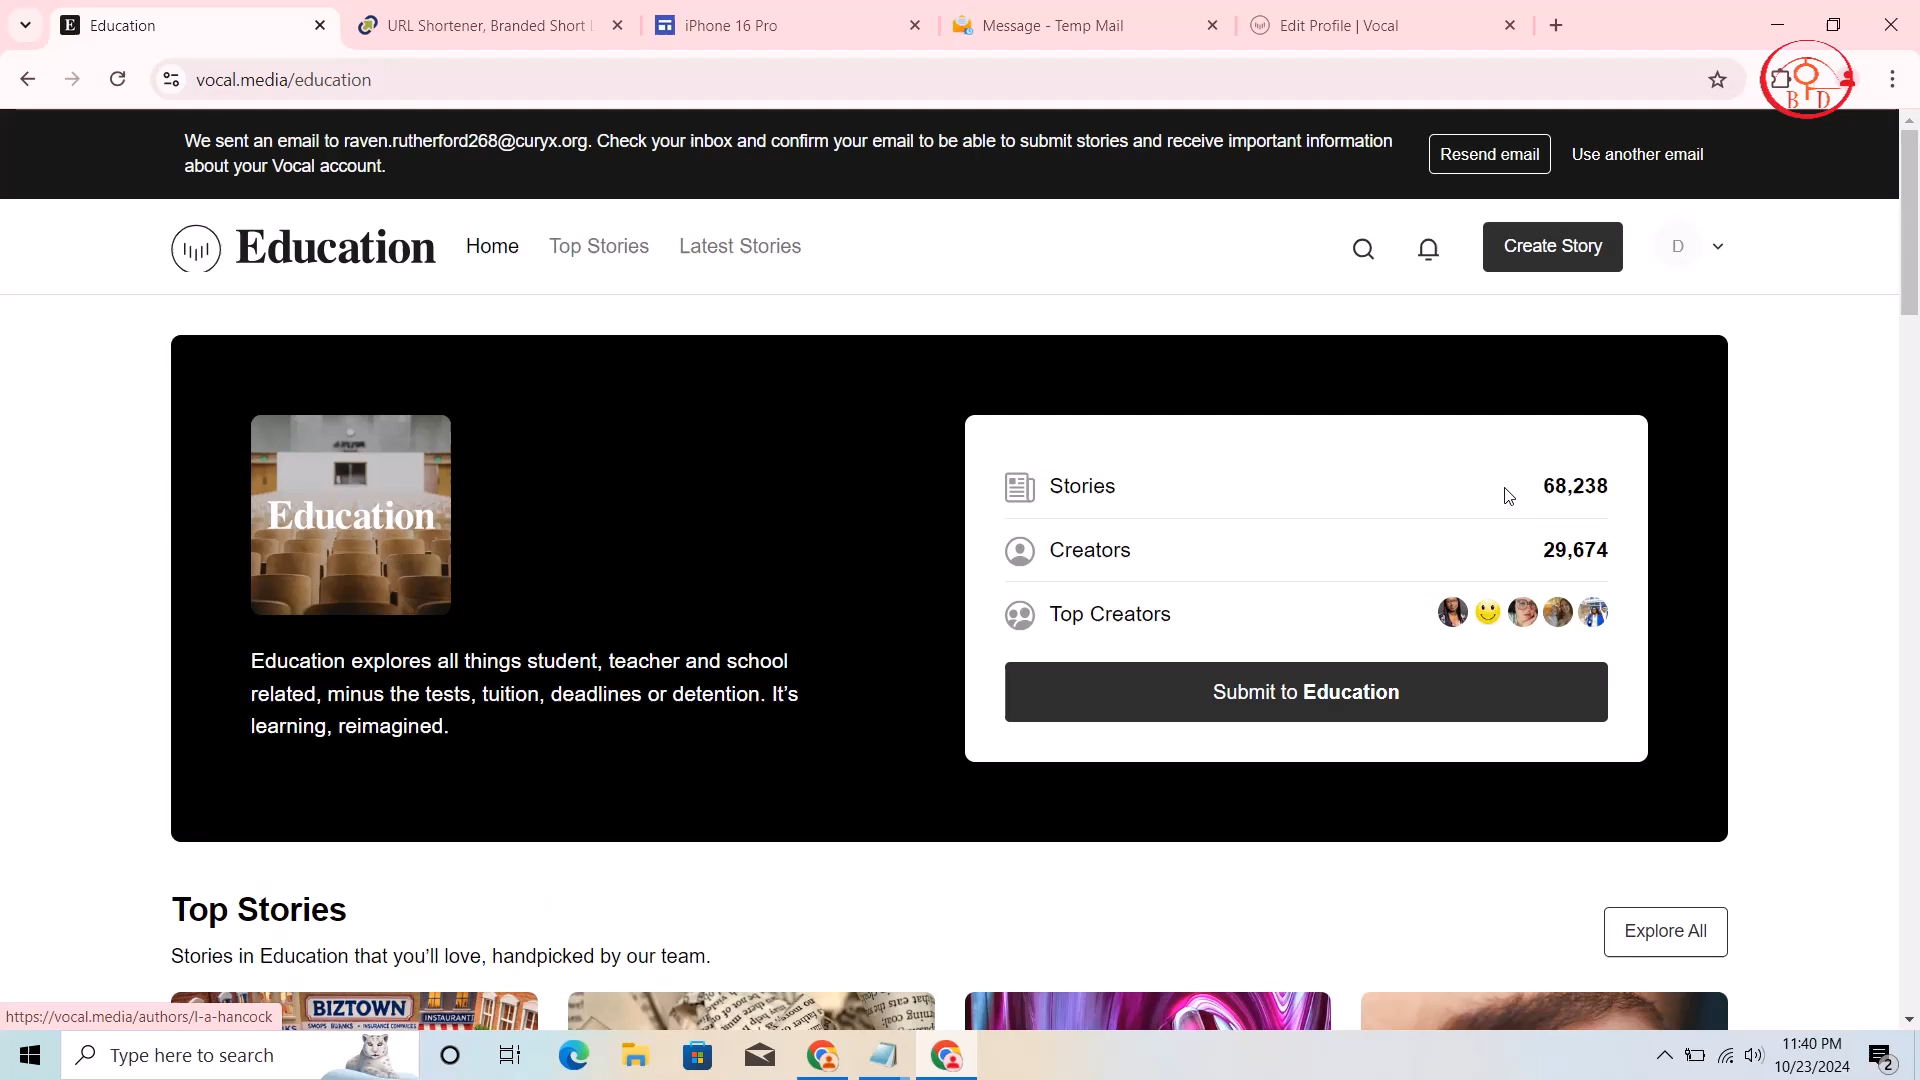 E Education
URL Shortener, Branded Short
iPhone 16 Pro
Message - Temp Mail
Edit Profile | Vocal
vocal.media/education
B D
We sent an email to raven.rutherford268@curyx.org. Check your inbox and confirm your email to be able to submit stories and receive important information
about your Vocal account.
Resend email
Use another email
Education
Home
Top Stories
Latest Stories
Create Story
D
Education
Stories
68,238
Creators
29,674
Top Creators
Submit to Education
Education explores all things student, teacher and school
related, minus the tests, tuition, deadlines or detention. It’s
learning, reimagined.
Top Stories
Explore All
Stories in Education that you’ll love, handpicked by our team.
BIZTOWN
INSTAURANT
https://vocal.media/authors/l-a-hancock
Type here to search
11:40 PM
10/23/2024
2